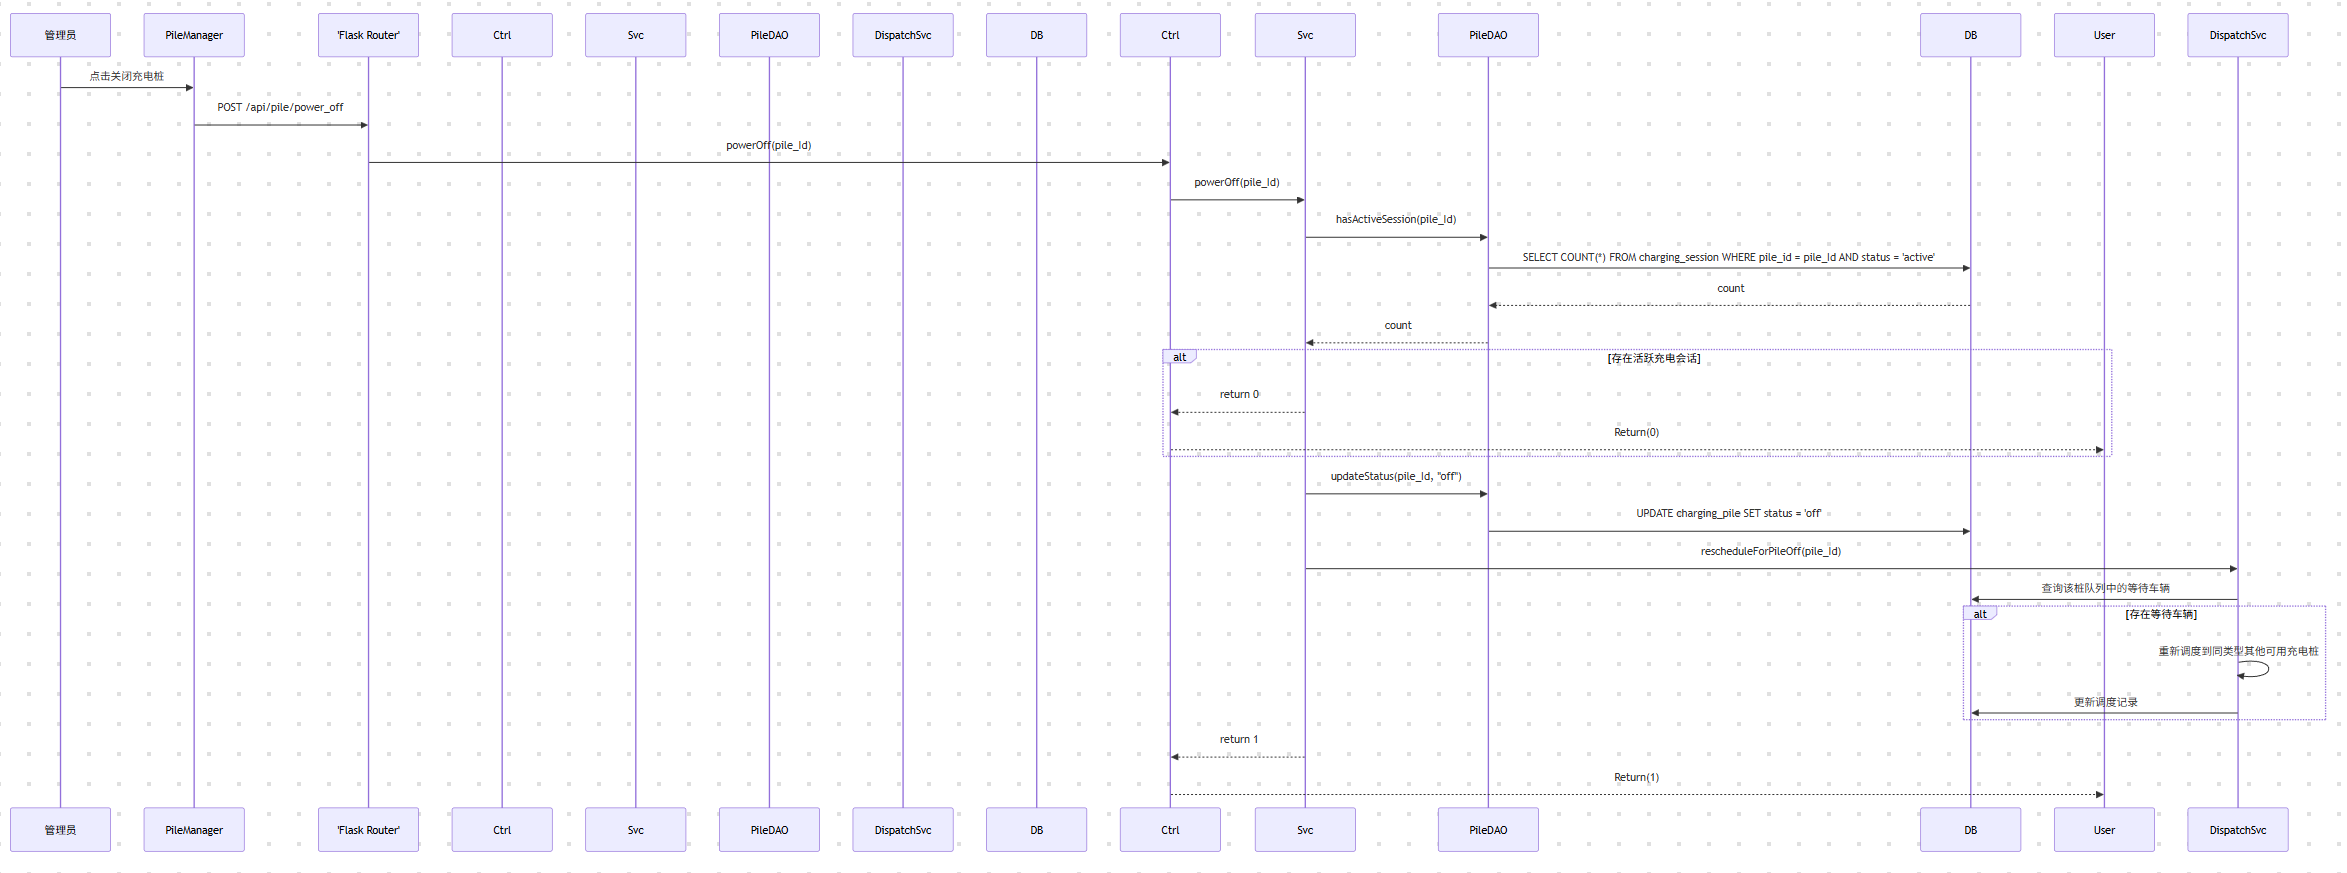 管理员
PileManager
'Flask Router'
Ctrl
Svc
PileDAO
DispatchSvc
DB
Ctrl
Svc
PileDAO
DB
User
DispatchSvc
点击关闭充电桩
POST /api/pile/power_off
powerOff(pile_Id)
powerOff(pile_Id)
hasActiveSession(pile_Id)
SELECT COUNT(*) FROM charging_session WHERE pile_id = pile_Id AND status = 'active'
count
count
alt
[存在活跃充电会话]
return 0
Return(0)
updateStatus(pile_Id, "off")
UPDATE charging_pile SET status = 'off'
rescheduleForPileOff(pile_Id)
查询该桩队列中的等待车辆
alt
[存在等待车辆]
重新调度到同类型其他可用充电桩
更新调度记录
return 1
Return(1)
管理员
PileManager
'Flask Router'
Ctrl
Svc
PileDAO
DispatchSvc
DB
Ctrl
Svc
PileDAO
DB
User
DispatchSvc